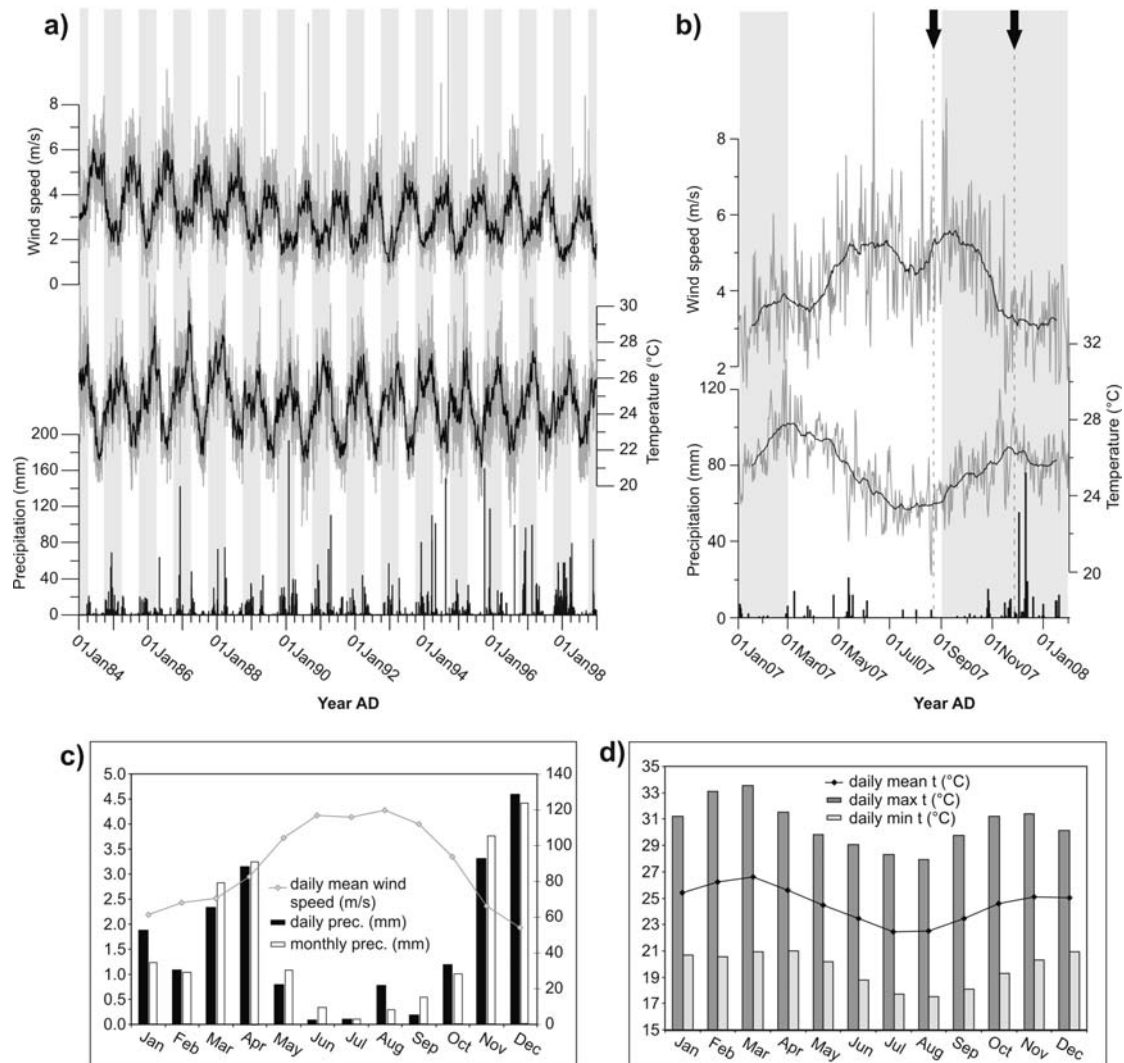 a)
Wind speed (m/s)
8
6
4
2
0
30
28
26
24
22
20
Temperature (°C)
200
160
120
80
40
0
Precipitation (mm)
01Jan84
01Jan86
01Jan88
01Jan90
01Jan92
01Jan94
01Jan96
01Jan98
Year AD
b)
Wind speed (m/s)
8
6
4
2
32
28
24
20
Temperature (°C)
120
80
40
0
Precipitation (mm)
01Jan07
01Mar07
01May07
01Jul07
01Sep07
01Nov07
01Jan08
Year AD
c)
5.0
4.5
4.0
3.5
3.0
2.5
2.0
1.5
1.0
0.5
0.0
140
120
100
80
60
40
20
0
daily mean wind
speed (m/s)
daily prec. (mm)
monthly prec. (mm)
Jan Feb Mar Apr May Jun Jul Aug Sep Oct Nov Dec
d)
35
33
31
29
27
25
23
21
19
17
15
daily mean t (°C)
daily max t (°C)
daily min t (°C)
Jan Feb Mar Apr May Jun Jul Aug Sep Oct Nov Dec